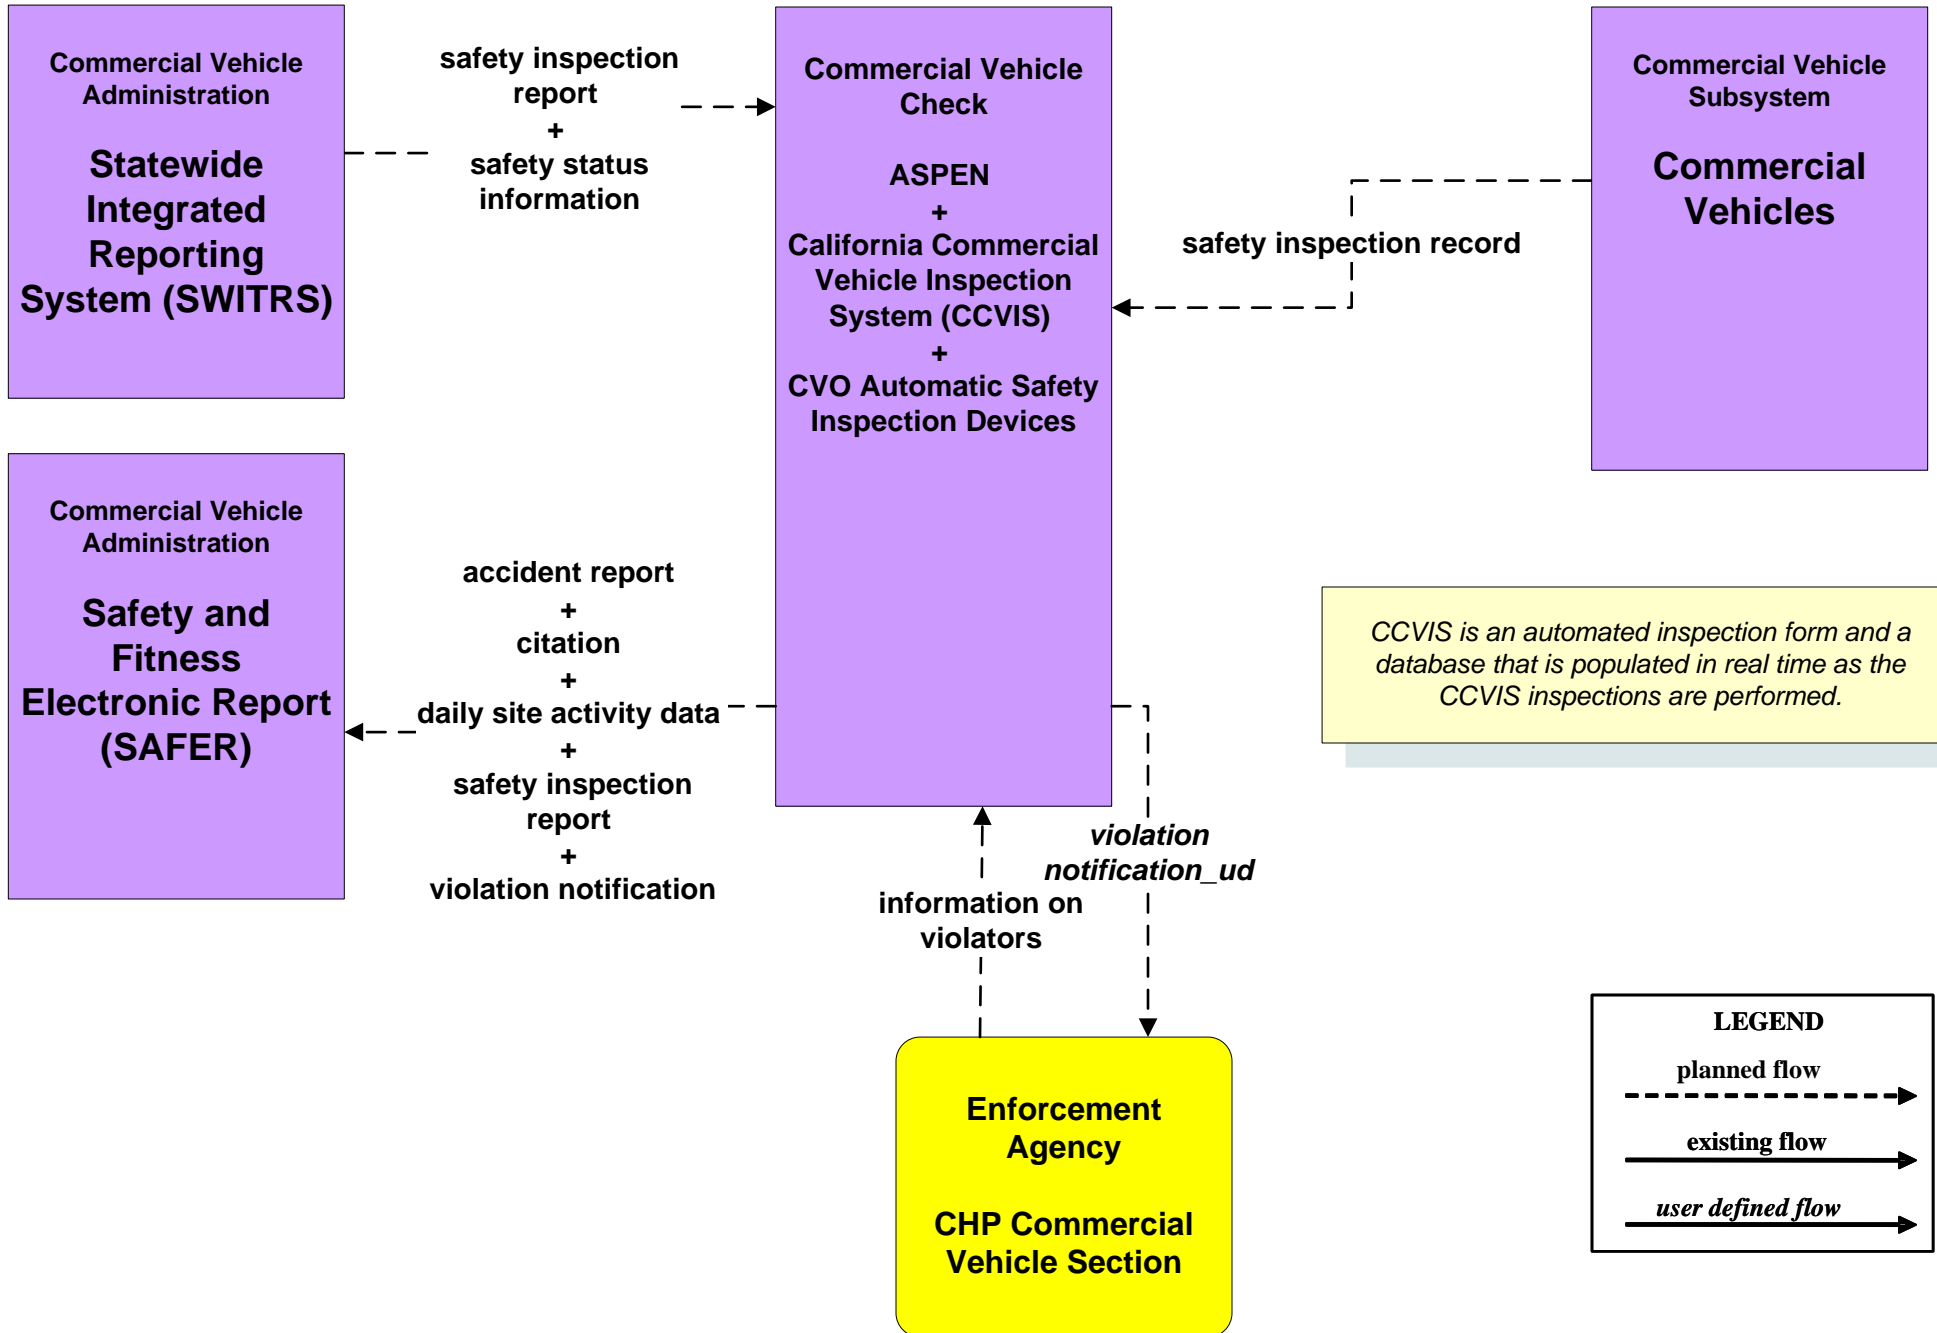 Commercial Vehicle
Administration
Statewide
Integrated
Reporting
System (SWITRS)
safety inspection
report
+
safety status
information
Commercial Vehicle
Check
ASPEN
+
California Commercial
Vehicle Inspection
System (CCVIS)
+
CVO Automatic Safety
Inspection Devices
safety inspection record
Commercial Vehicle
Subsystem
Commercial
Vehicles
Commercial Vehicle
Administration
Safety and
Fitness
Electronic Report
(SAFER)
accident report
+
citation
+
daily site activity data
+
safety inspection
report
+
violation notification
CCVIS is an automated inspection form and a
database that is populated in real time as the
CCVIS inspections are performed.
violation
notification_ud
information on
violators
Enforcement
Agency
CHP Commercial
Vehicle Section
LEGEND
planned flow
existing flow
user defined flow